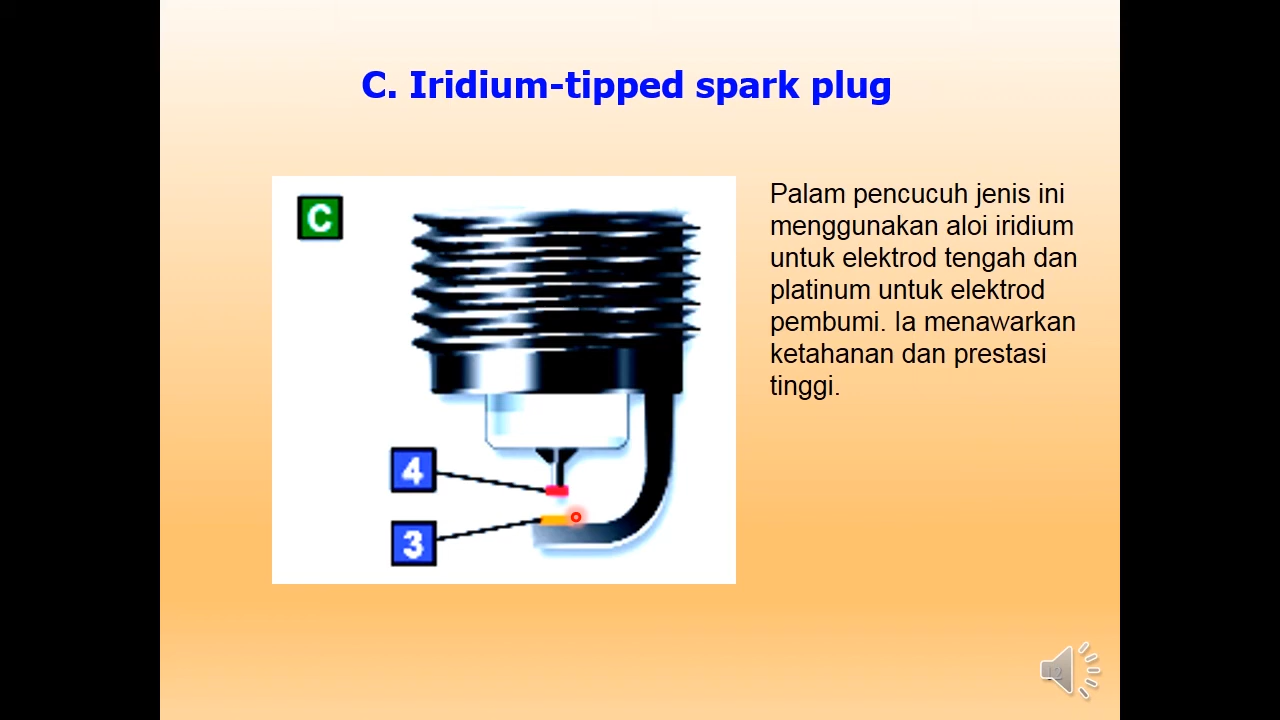 C. Iridium-tipped spark plug
C
4
3
Palam pencucuh jenis ini
menggunakan aloi iridium
untuk elektrod tengah dan
platinum untuk elektrod
pembumi. Ia menawarkan
ketahanan dan prestasi
tinggi.
12